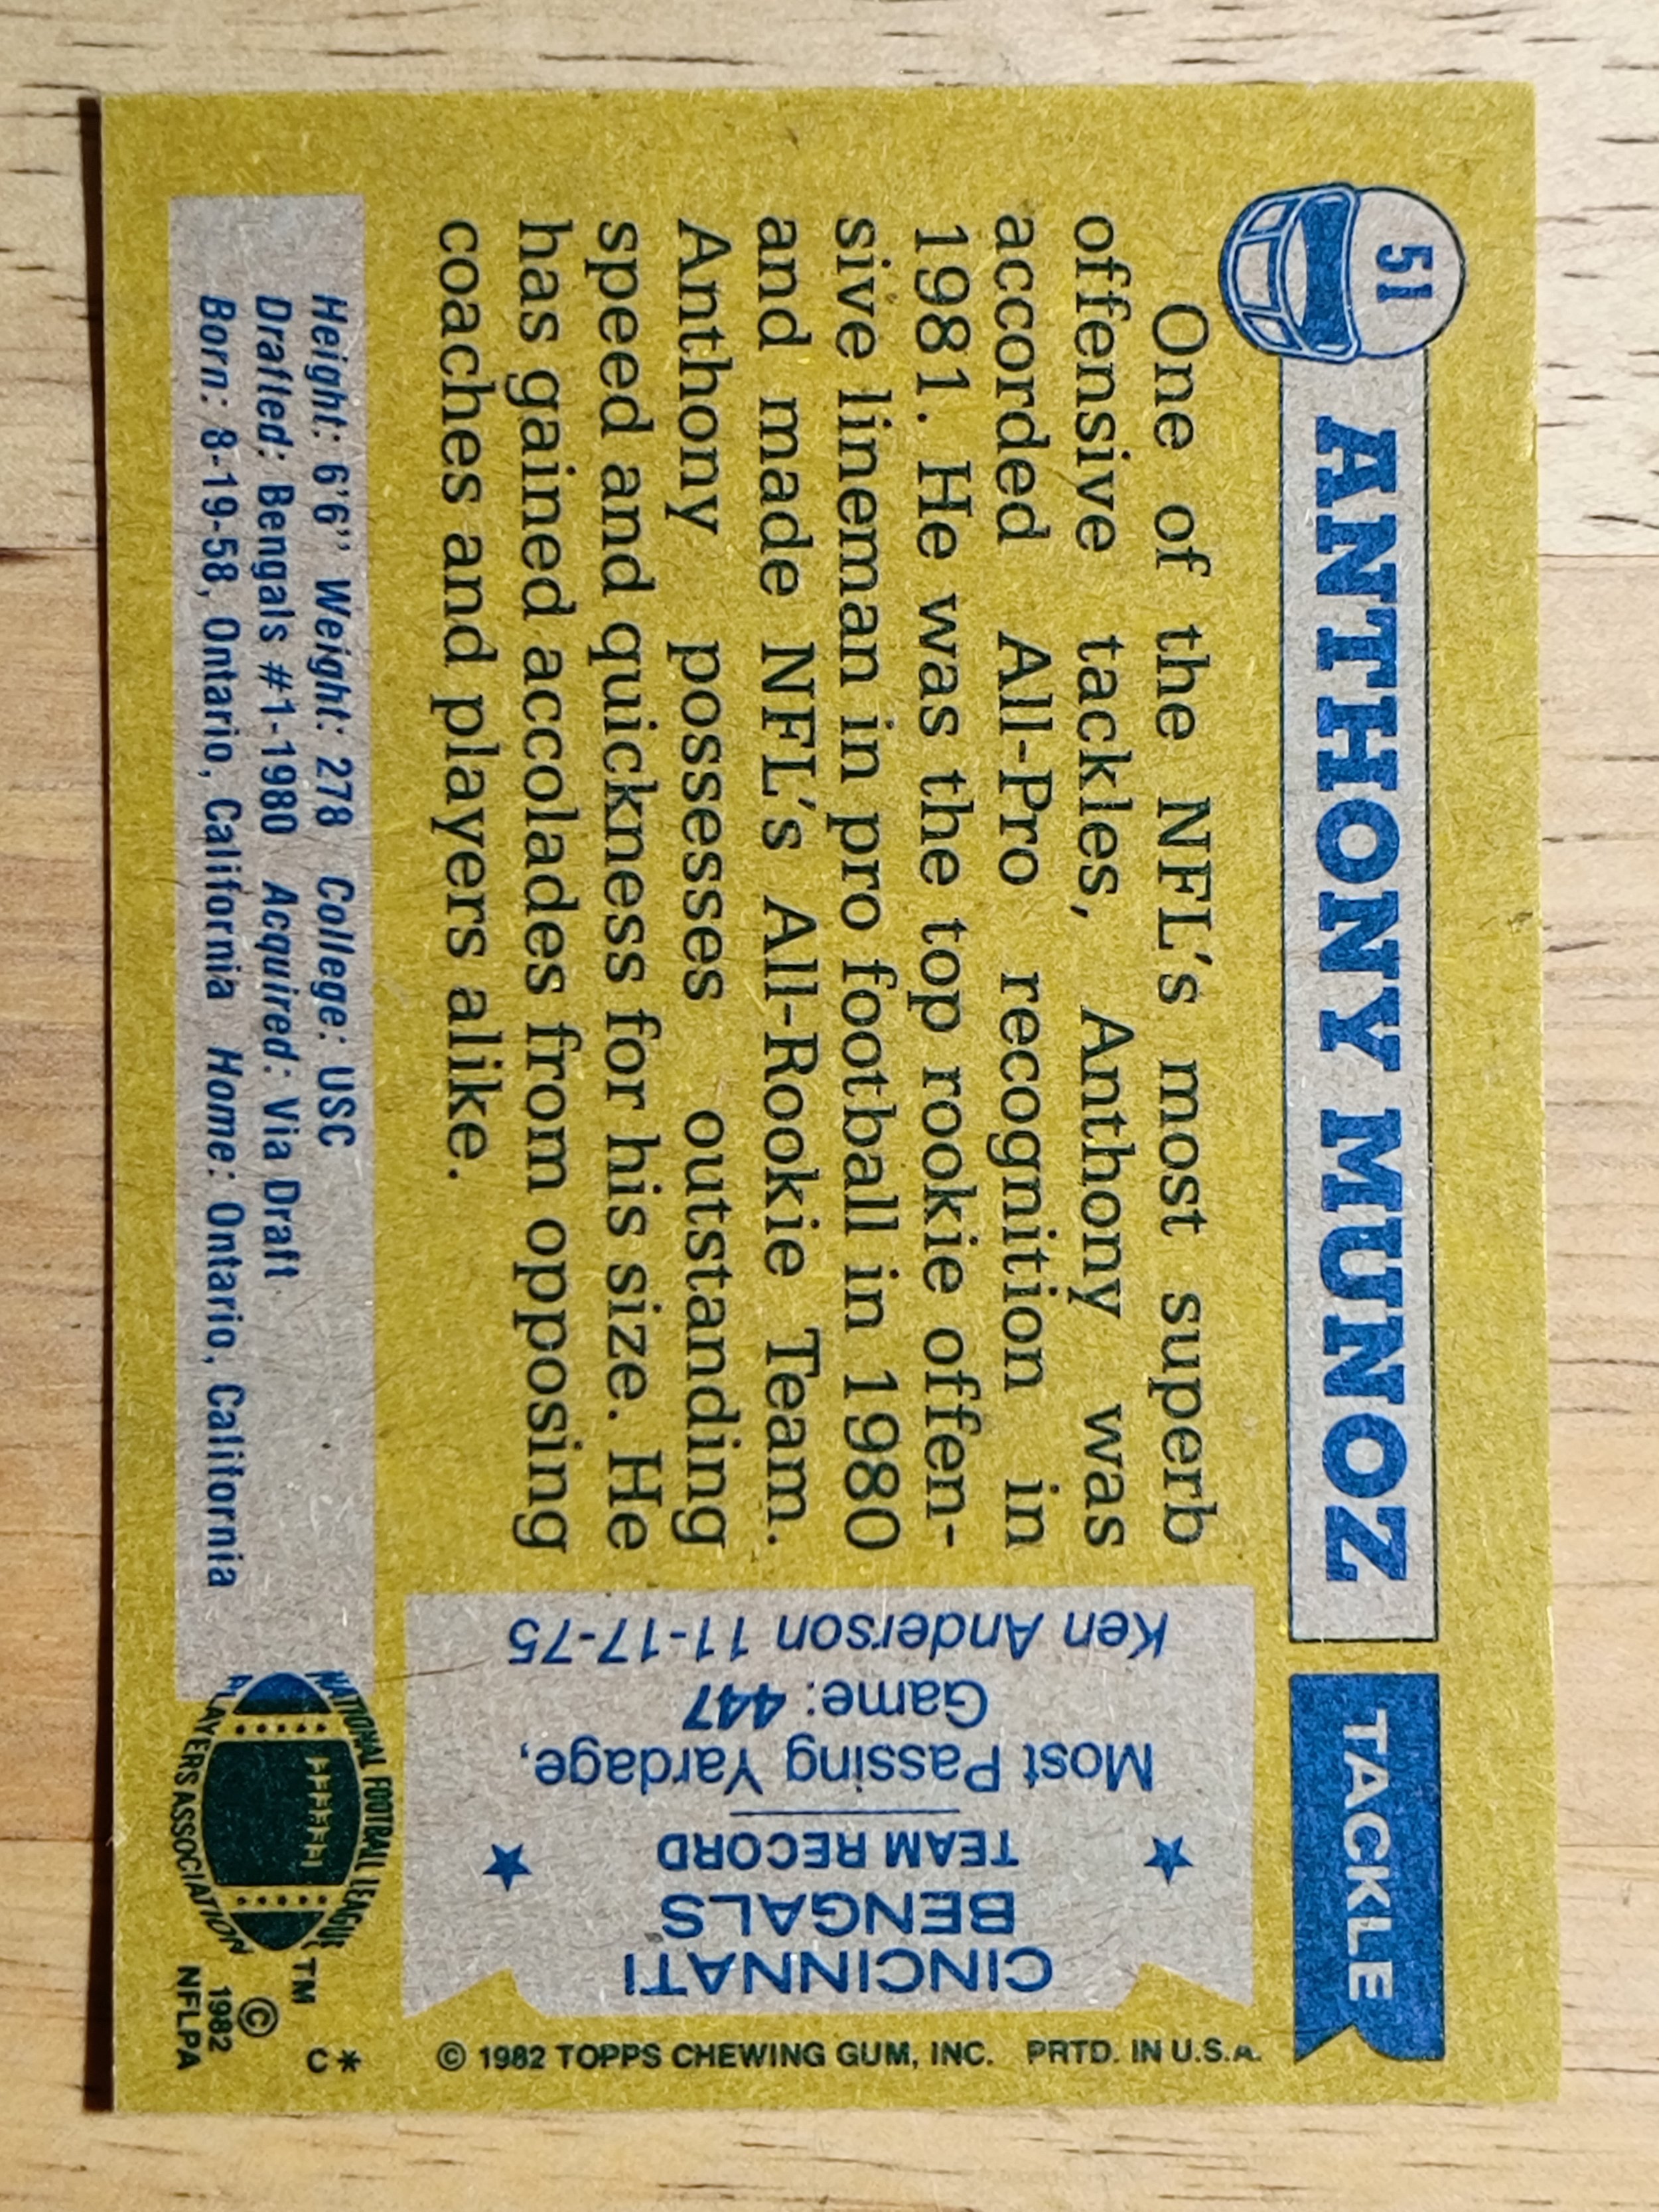 51
ANTHONY MUNOZ
TACKLE
One of the NFL's most superb
offensive tackles, Anthony was
accorded All-Pro recognition in
1981. He was the top rookie offen-
sive lineman in pro football in 1980
and made NFL's All-Rookie Team.
Anthony possesses outstanding
speed and quickness for his size. He
has gained accolades from opposing
coaches and players alike.
CINCINNATI
BENGALS
TEAM RECORD
Most Passing Yardage,
Game: 447
Ken Anderson 11-17-75
© 1982 TOPPS CHEWING GUM, INC. PRTD. IN U.S.A.
Height: 6'6'' Weight: 278 College: USC
Drafted: Bengals #1-1980 Acquired: Via Draft
Born: 8-19-58, Ontario, California Home: Ontario, California
NATIONAL FOOTBALL LEAGUE
PLAYERS ASSOCIATION
TM
©
1982
NFLPA
C*